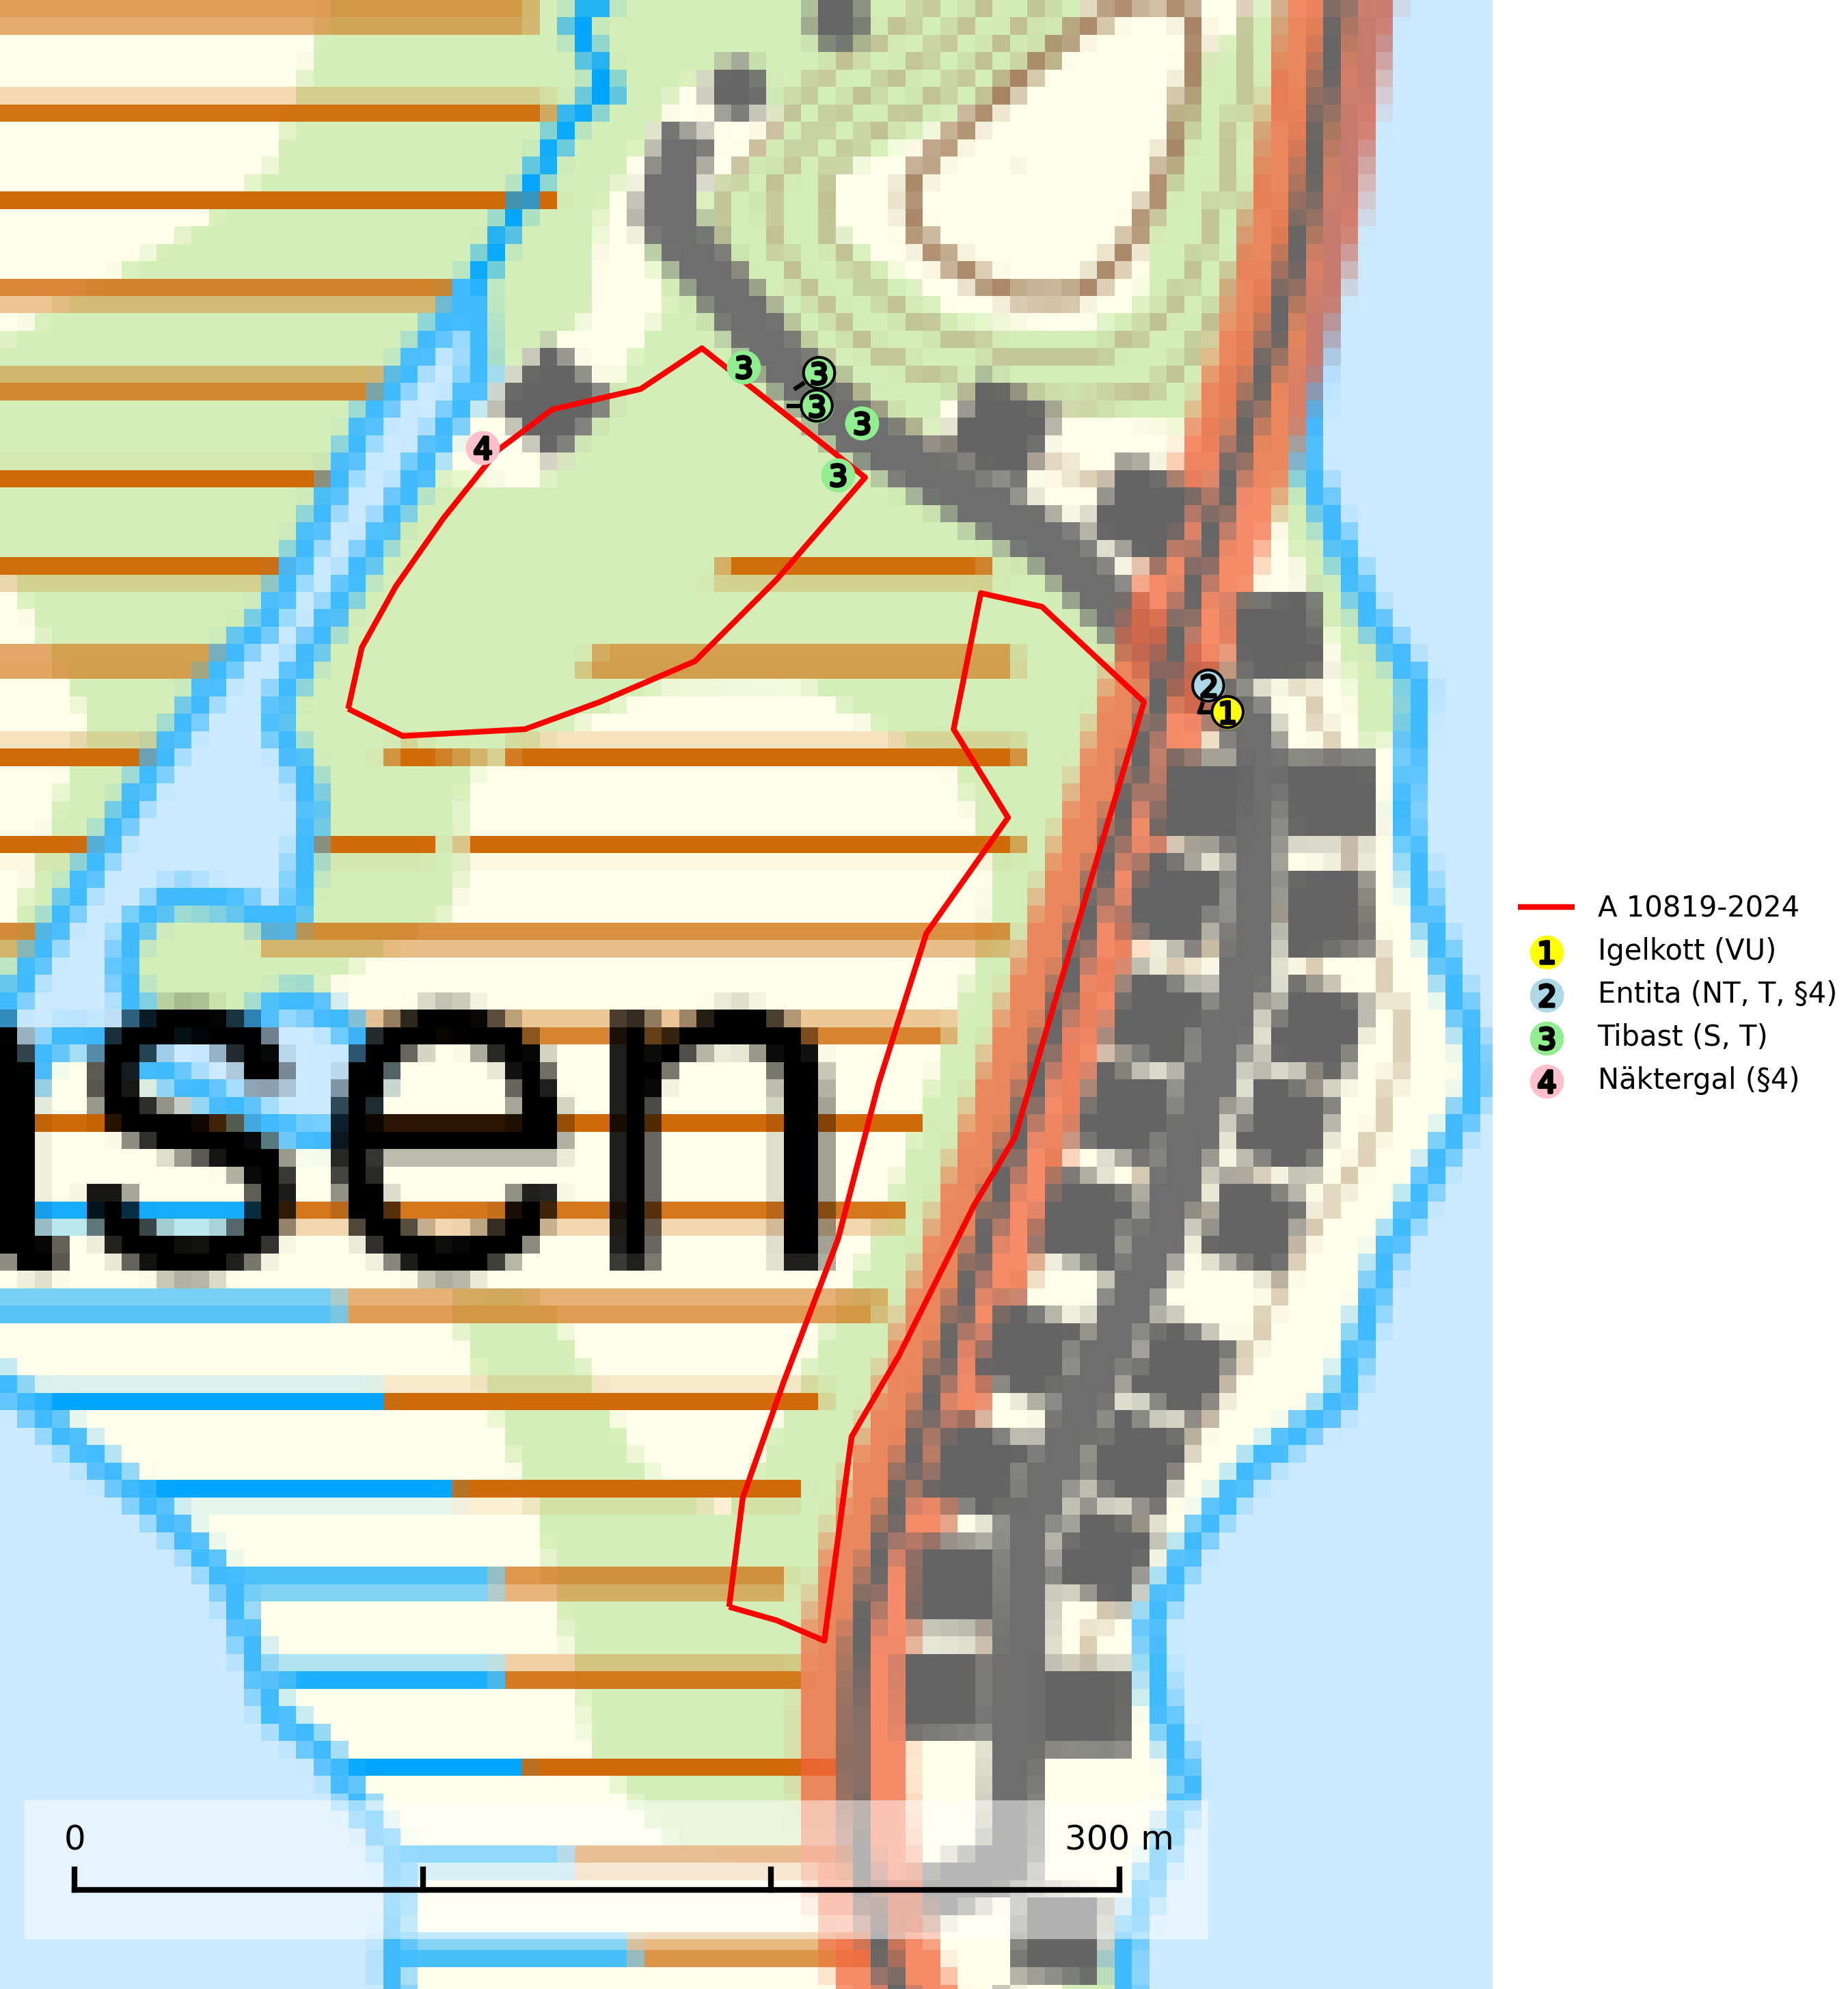 3
3
3
4
3
3
2
1
sen
A 10819-2024
1 Igelkott (VU)
2 Entita (NT, T, §4)
3 Tibast (S, T)
4 Näktergal (§4)
0 300 m